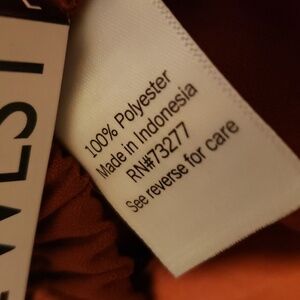 100% Polyester
Made in Indonesia
RN#73277
See reverse for care